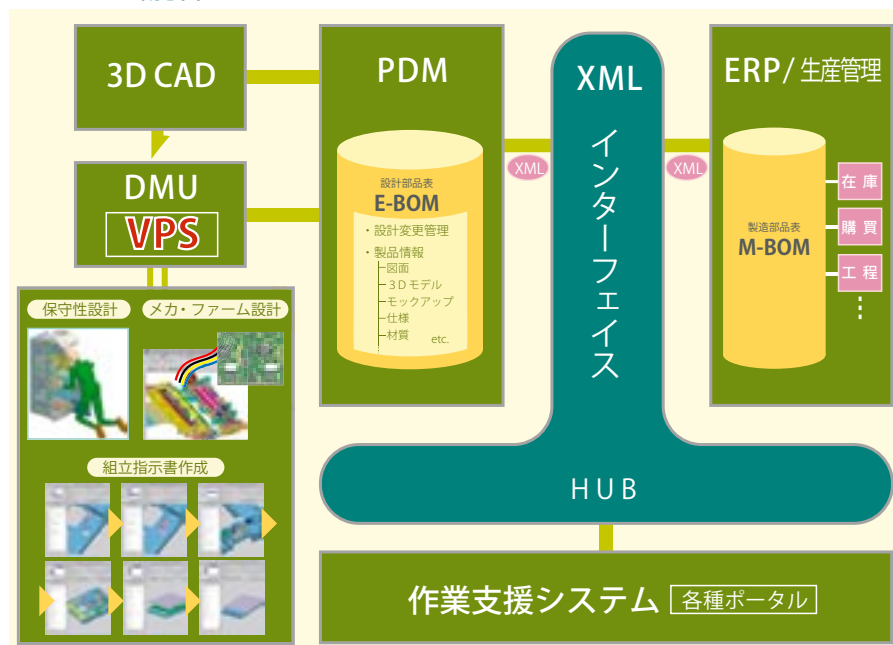 3D CAD
DMU
VPS
保守性設計
メカ・ファーム設計
組立指示書作成
PDM
設計部品表
E-BOM
・設計変更管理
・製品情報
図面
3Dモデル
モックアップ
仕様
材質
etc.
XML
XML
インターフェイス
HUB
XML
ERP/生産管理
製造部品表
M-BOM
在庫
購買
工程
作業支援システム 各種ポータル